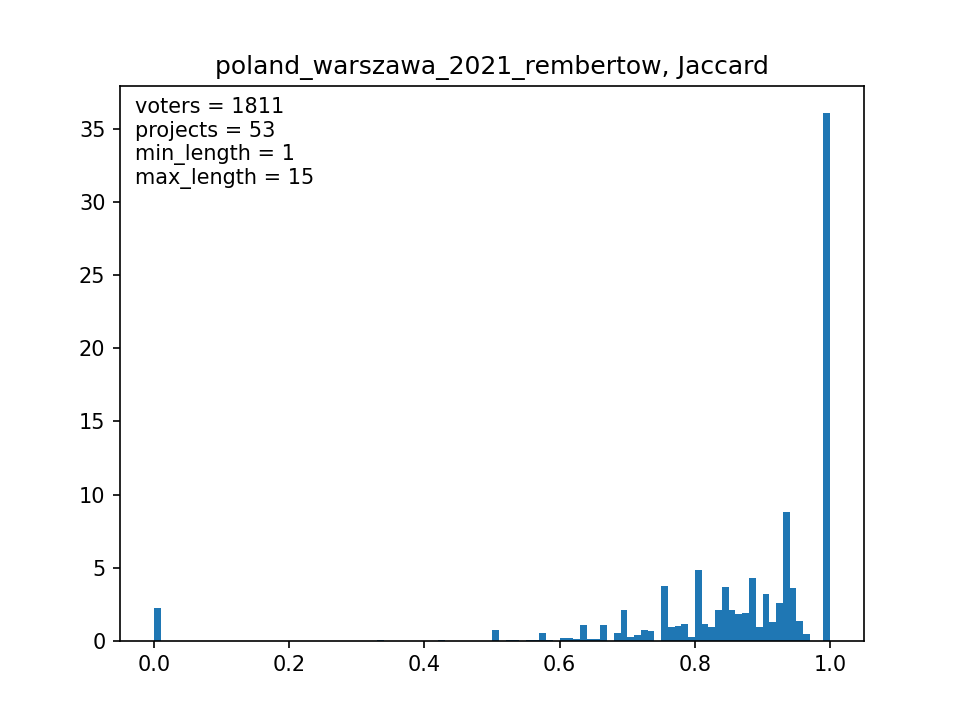 poland_warszawa_2021_rembertow, Jaccard
voters = 1811
projects = 53
min_length = 1
max_length = 15
35
30
25
20
15
10
5
0
0.0 0.2 0.4 0.6 0.8 1.0